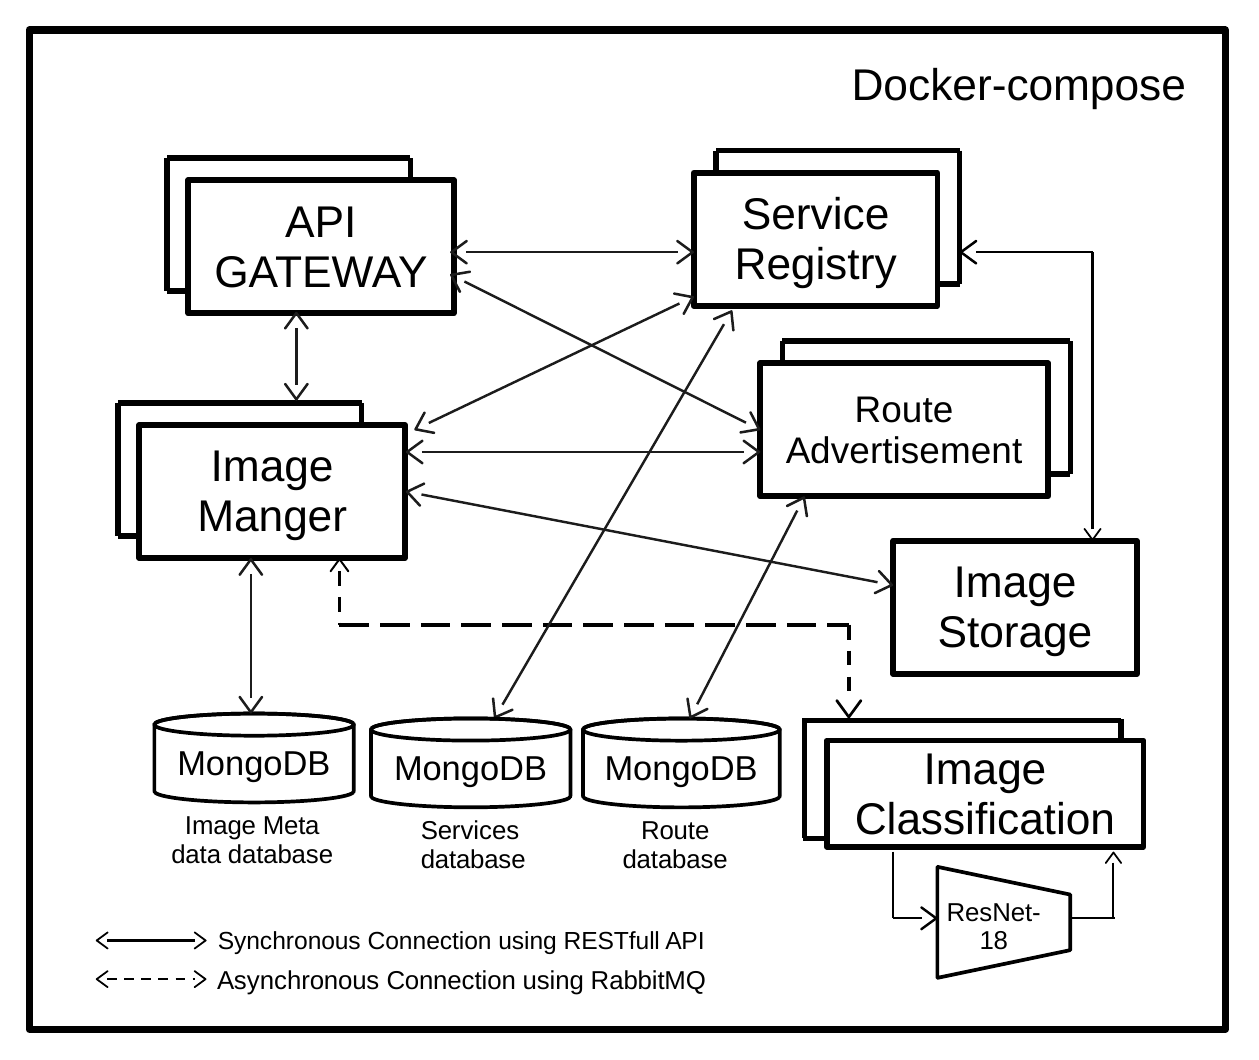 Docker-compose
API
GATEWAY
Service
Registry
Route
Advertisement
Image
Manger
Image
Storage
MongoDB
Image Meta
data database
MongoDB
Services
database
MongoDB
Route
database
Image
Classification
ResNet-
18
Synchronous Connection using RESTfull API
Asynchronous Connection using RabbitMQ